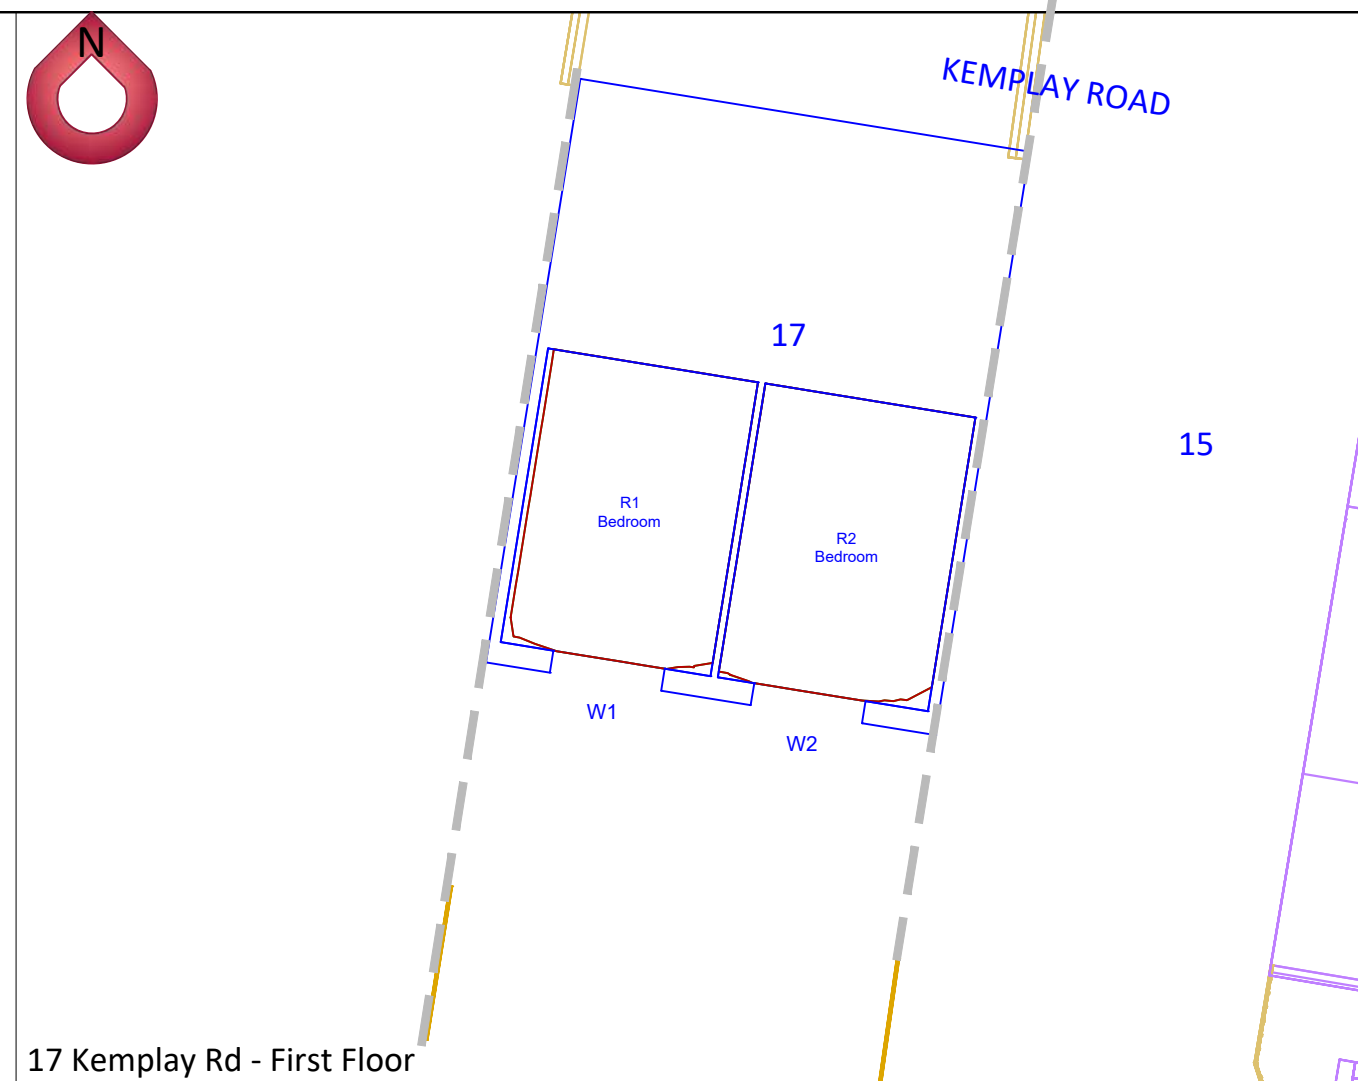 N
KEMPLAY ROAD
17
15
R1
Bedroom
R2
Bedroom
W1
W2
17 Kemplay Rd - First Floor